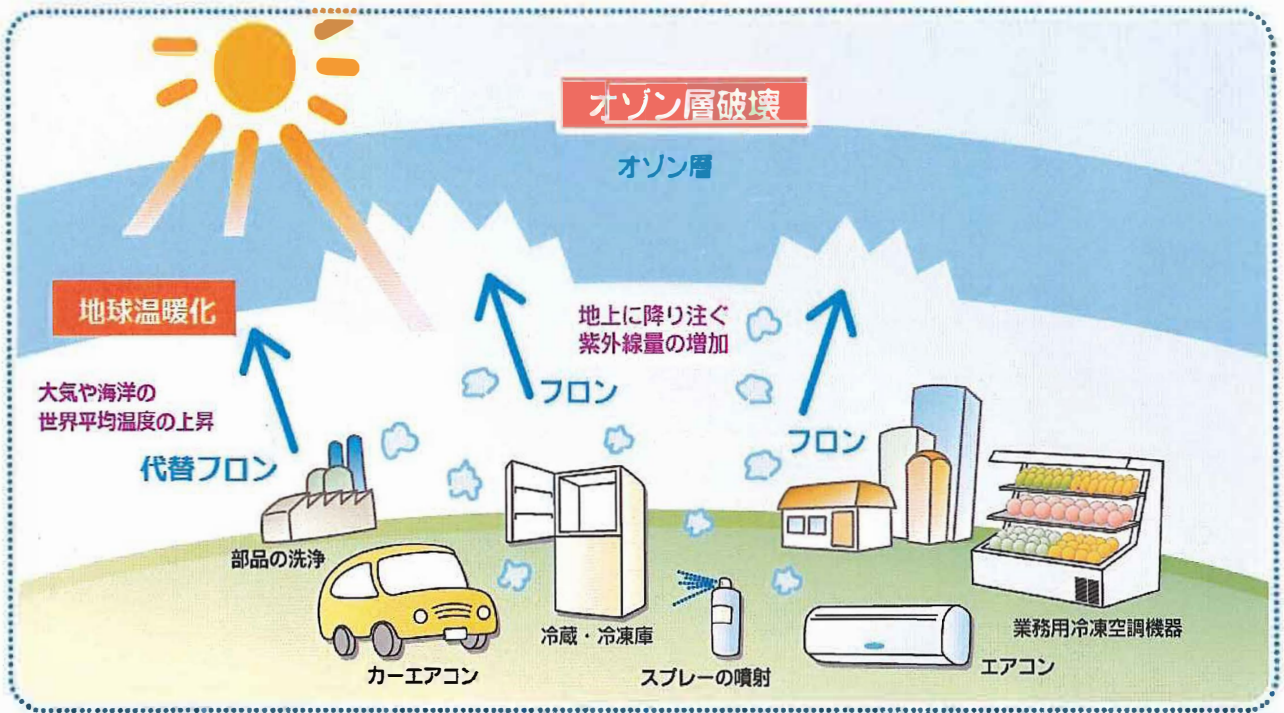 オゾン層破壊
オゾン層
地球温暖化
地上に降り注ぐ
紫外線量の増加
大気や海洋の
世界平均温度の上昇
フロン
フロン
代替フロン
部品の洗浄
カーエアコン
冷蔵・冷凍庫
スプレーの噴射
エアコン
業務用冷凍空調機器